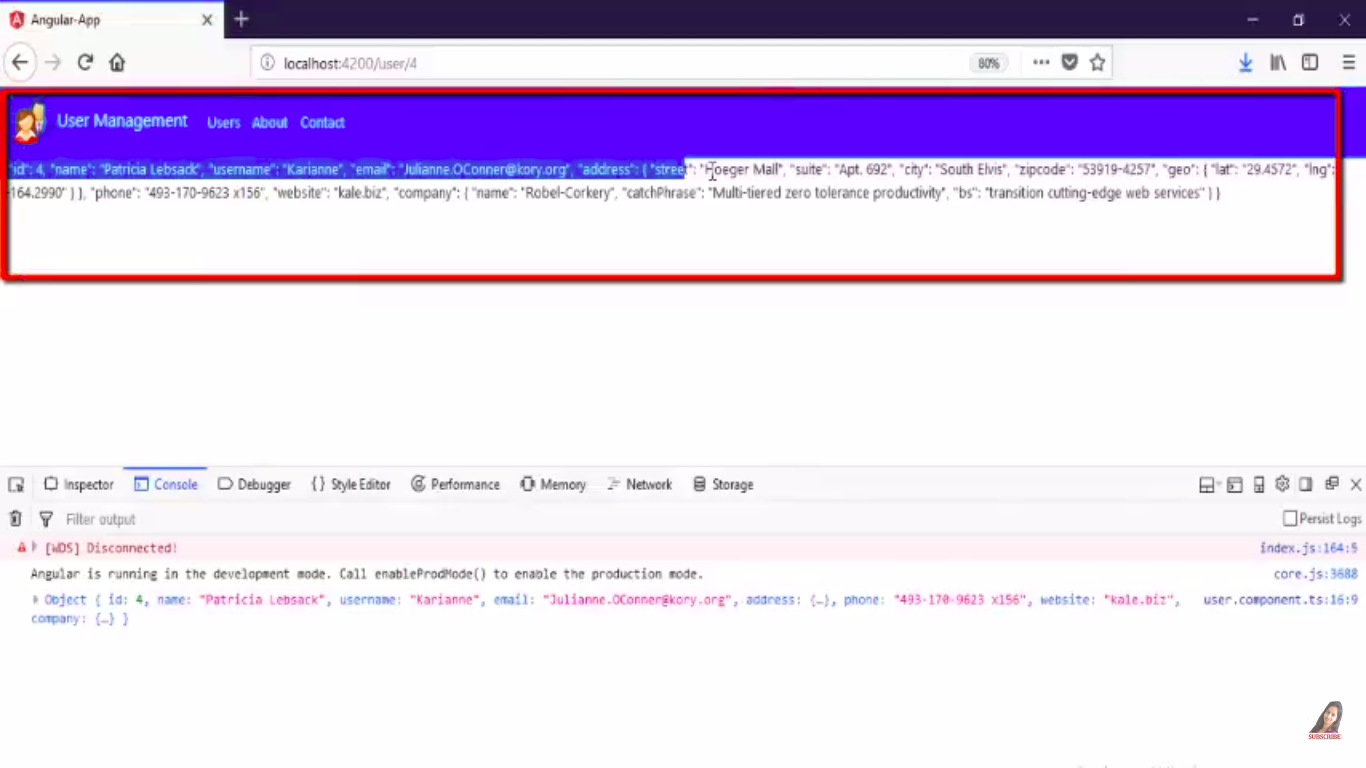 Angular-App
localhost:4200/user/4
80%
User Management Users About Contact
"id": 4, "name": "Patricia Lebsack", "username": "Karianne", "email": "Julianne.OConner@kory.org", "address": { "street": "Hoeger Mall", "suite": "Apt. 692", "city": "South Elvis", "zipcode": "53919-4257", "geo": { "lat": "29.4572", "lng":
-164.2990" } }, "phone": "493-170-9623 x156", "website": "kale.biz", "company": { "name": "Robel-Corkery", "catchPhrase": "Multi-tiered zero tolerance productivity", "bs": "transition cutting-edge web services" } }
Inspector Console Debugger {} Style Editor Performance Memory Network Storage
Filter output Persist Logs
[WDS] Disconnected! index.js:164:5
Angular is running in the development mode. Call enableProdMode() to enable the production mode. core.js:3688
Object { id: 4, name: "Patricia Lebsack", username: "Karianne", email: "Julianne.OConner@kory.org", address: {…}, phone: "493-170-9623 x156", website: "kale.biz", user.component.ts:16:9
company: {…} }
SUBSCRIBE